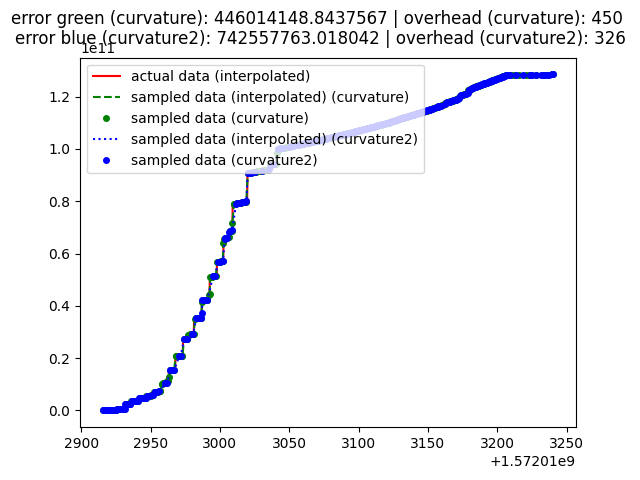 error green (curvature): 446014148.8437567 | overhead (curvature): 450
error blue (curvature2): 742557763.018042 | overhead (curvature2): 326
1e11
actual data (interpolated)
sampled data (interpolated) (curvature)
sampled data (curvature)
sampled data (interpolated) (curvature2)
sampled data (curvature2)
1.2
1.0
0.8
0.6
0.4
0.2
0.0
2900 2950 3000 3050 3100 3150 3200 3250
+1.57201e9